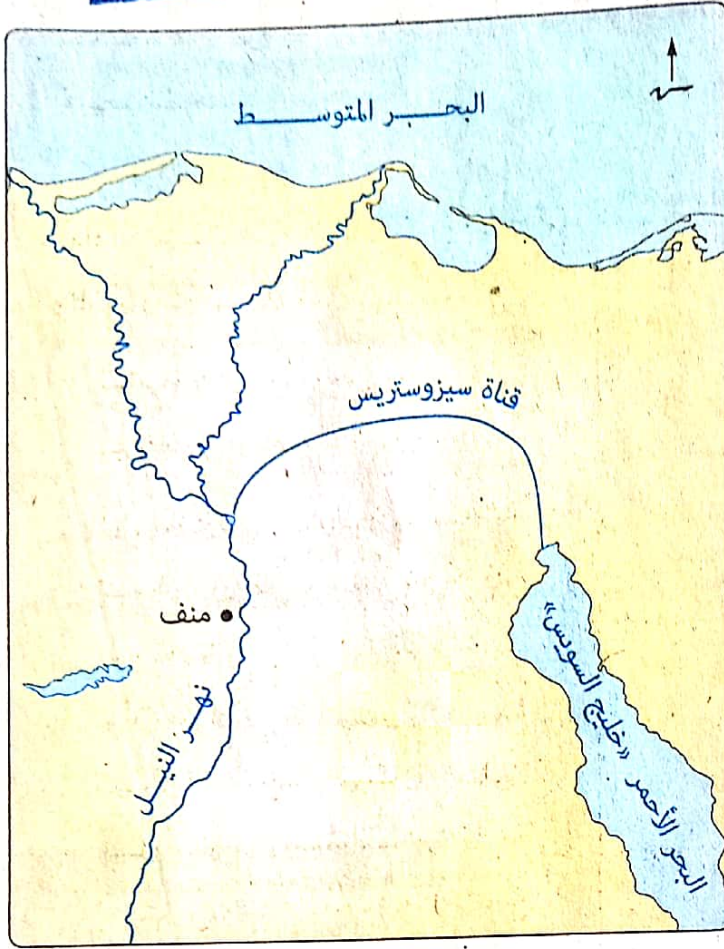 البحر المتوسط
قناة سيزوستريس
منف
نهر النيل
البحر الأحمر «خليج السويس»